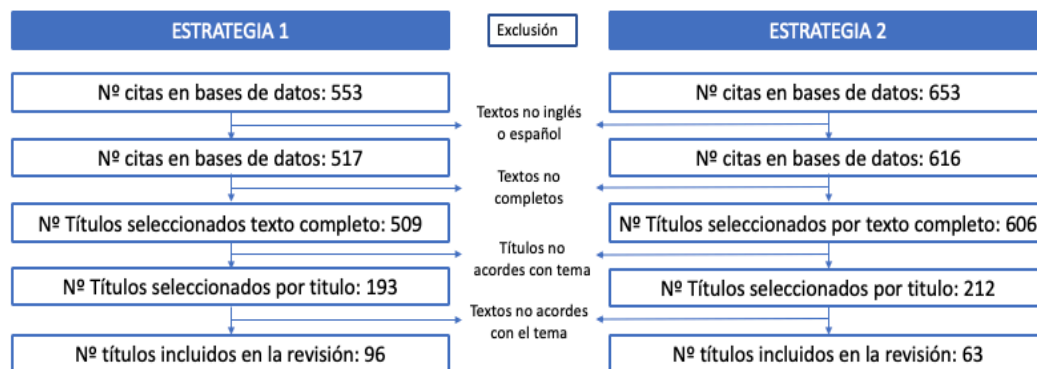 ESTRATEGIA 1
Exclusión
ESTRATEGIA 2
Nº citas en bases de datos: 553
Nº citas en bases de datos: 653
Textos no inglés
o español
Nº citas en bases de datos: 517
Nº citas en bases de datos: 616
Textos no
completos
Nº Títulos seleccionados texto completo: 509
Nº Títulos seleccionados por texto completo: 606
Títulos no
acordes con tema
Nº Títulos seleccionados por titulo: 193
Nº Títulos seleccionados por titulo: 212
Textos no acordes
con el tema
Nº títulos incluidos en la revisión: 96
Nº títulos incluidos en la revisión: 63